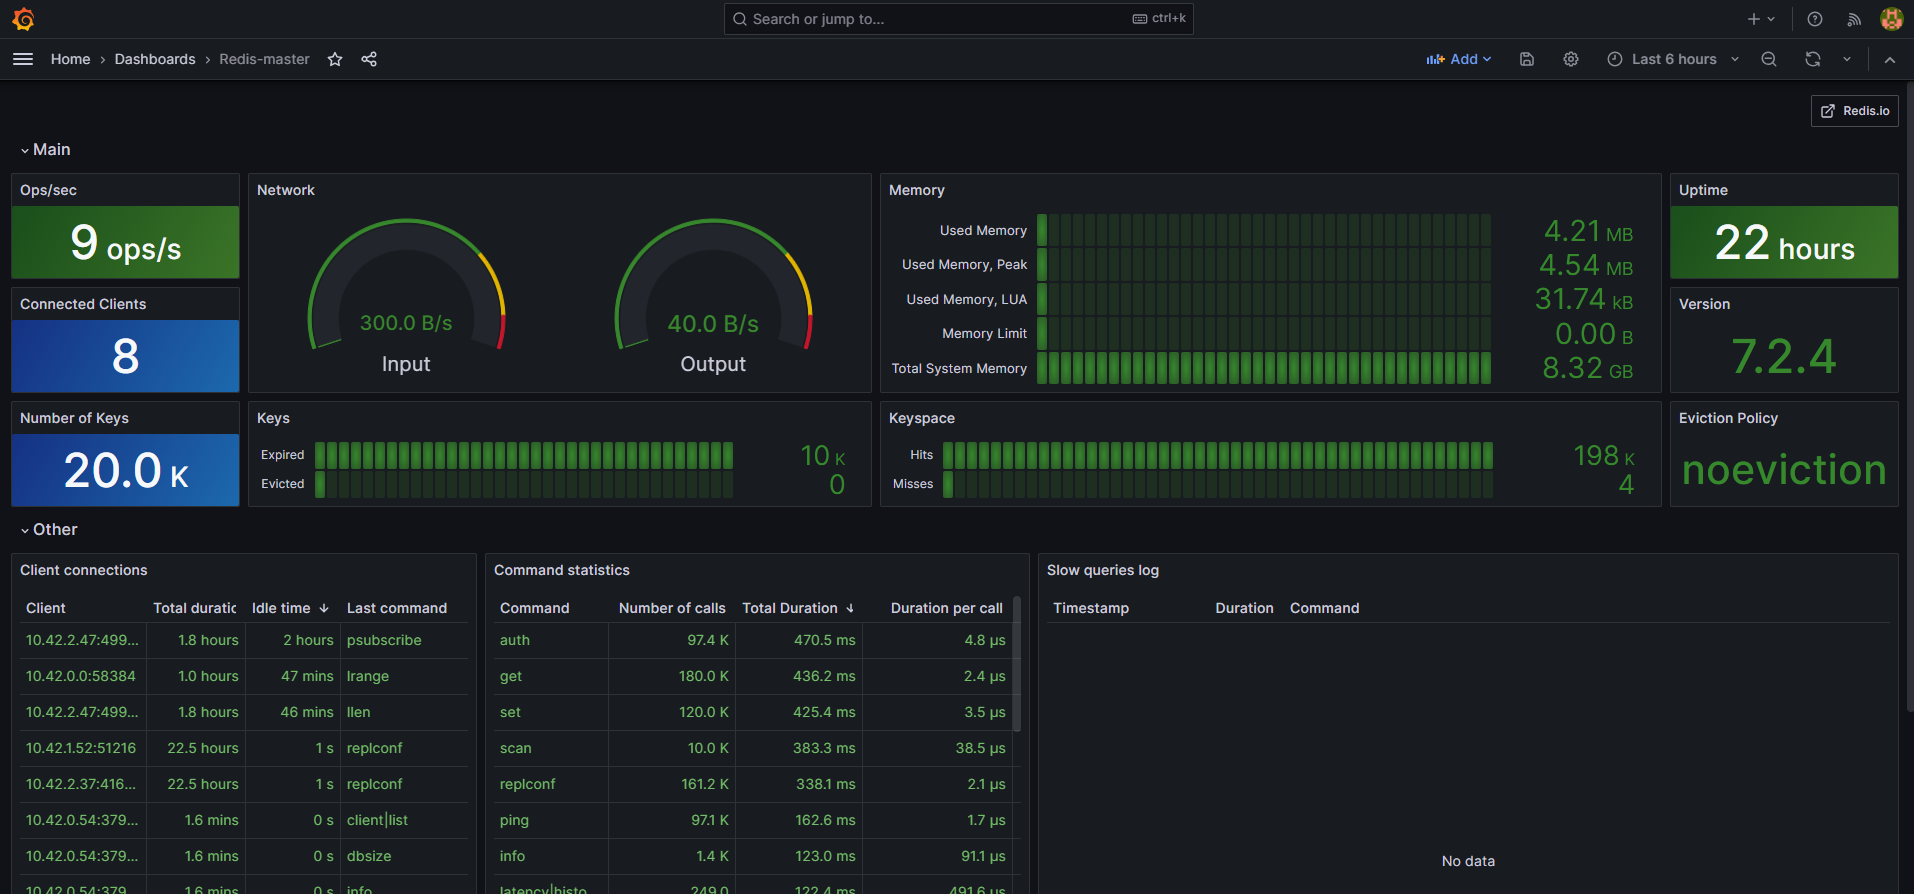 Search or jump to...
ctrl+k
Home › Dashboards › Redis-master
Add
Last 6 hours
Redis.io
Main
Ops/sec
9 ops/s
Network
300.0 B/s
Input
40.0 B/s
Output
Memory
Used Memory 4.21 MB
Used Memory, Peak 4.54 MB
Used Memory, LUA 31.74 kB
Memory Limit 0.00 B
Total System Memory 8.32 GB
Uptime
22 hours
Connected Clients
8
Version
7.2.4
Number of Keys
20.0 K
Keys
Expired 10 K
Evicted 0
Keyspace
Hits 198 K
Misses 4
Eviction Policy
noeviction
Other
Client connections
Client Total duratic Idle time Last command
10.42.2.47:499... 1.8 hours 2 hours psubscribe
10.42.0.0:58384 1.0 hours 47 mins lrange
10.42.2.47:499... 1.8 hours 46 mins llen
10.42.1.52:51216 22.5 hours 1 s replconf
10.42.2.37:416... 22.5 hours 1 s replconf
10.42.0.54:379... 1.6 mins 0 s client|list
10.42.0.54:379... 1.6 mins 0 s dbsize
10.42.0.54:379... 1.6 mins 0 s info
Command statistics
Command Number of calls Total Duration Duration per call
auth 97.4 K 470.5 ms 4.8 µs
get 180.0 K 436.2 ms 2.4 µs
set 120.0 K 425.4 ms 3.5 µs
scan 10.0 K 383.3 ms 38.5 µs
replconf 161.2 K 338.1 ms 2.1 µs
ping 97.1 K 162.6 ms 1.7 µs
info 1.4 K 123.0 ms 91.1 µs
latency|histo 249.0 122.4 ms 491.6 µs
Slow queries log
Timestamp Duration Command
No data